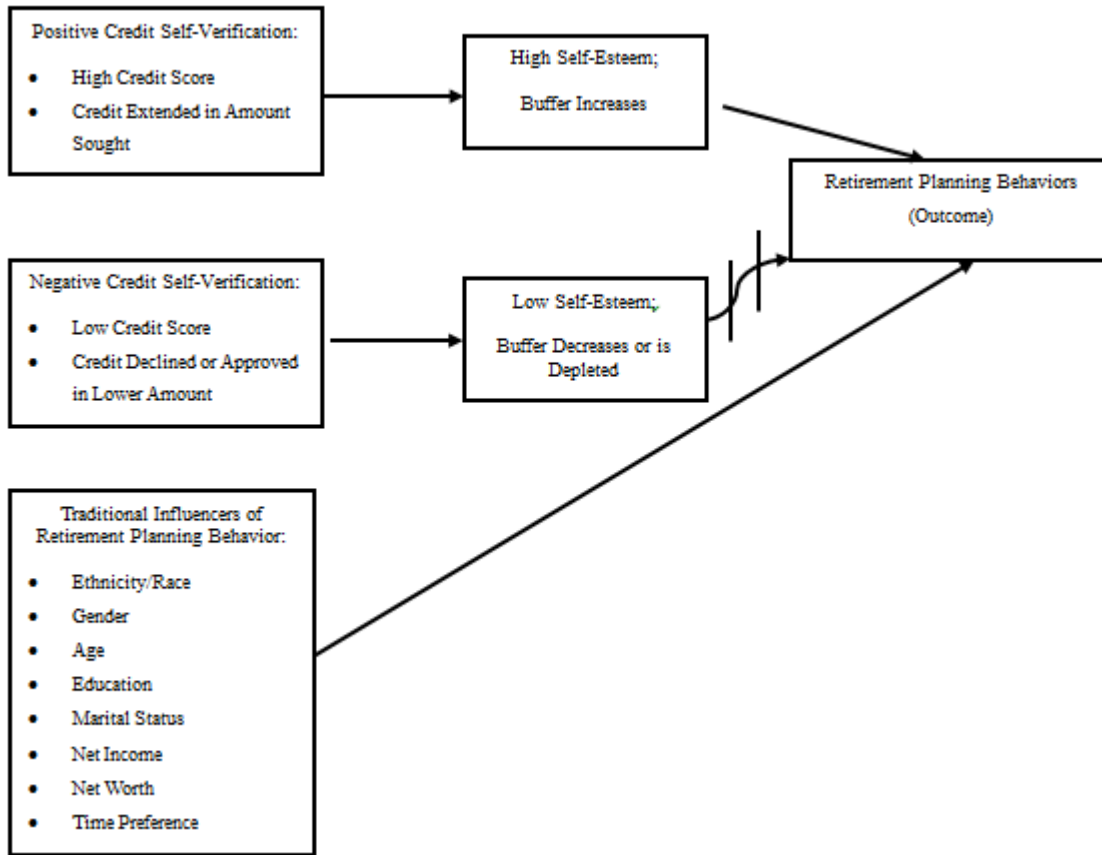 Positive Credit Self-Verification:
• High Credit Score
• Credit Extended in Amount
Sought
High Self-Esteem;
Buffer Increases
Retirement Planning Behaviors
(Outcome)
Negative Credit Self-Verification:
• Low Credit Score
• Credit Declined or Approved
in Lower Amount
Low Self-Esteem;
Buffer Decreases or is
Depleted
Traditional Influencers of
Retirement Planning Behavior:
• Ethnicity/Race
• Gender
• Age
• Education
• Marital Status
• Net Income
• Net Worth
• Time Preference